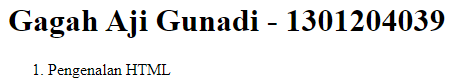 Gagah Aji Gunadi - 1301204039
1. Pengenalan HTML